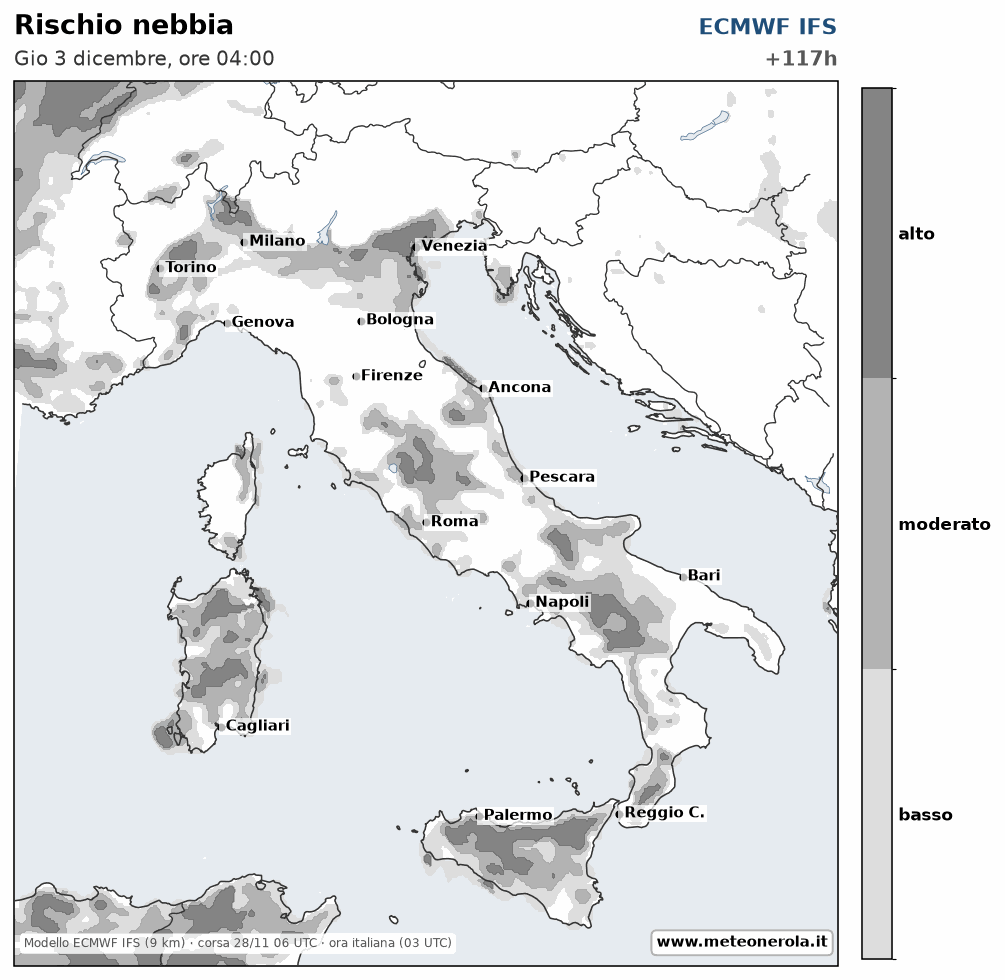 Rischio nebbia
ECMWF IFS
Gio 3 dicembre, ore 04:00
+117h
alto
moderato
basso
Milano
Venezia
Torino
Genova
Bologna
Firenze
Ancona
Pescara
Roma
Bari
Napoli
Cagliari
Palermo
Reggio C.
Modello ECMWF IFS (9 km) · corsa 28/11 06 UTC · ora italiana (03 UTC)
www.meteonerola.it